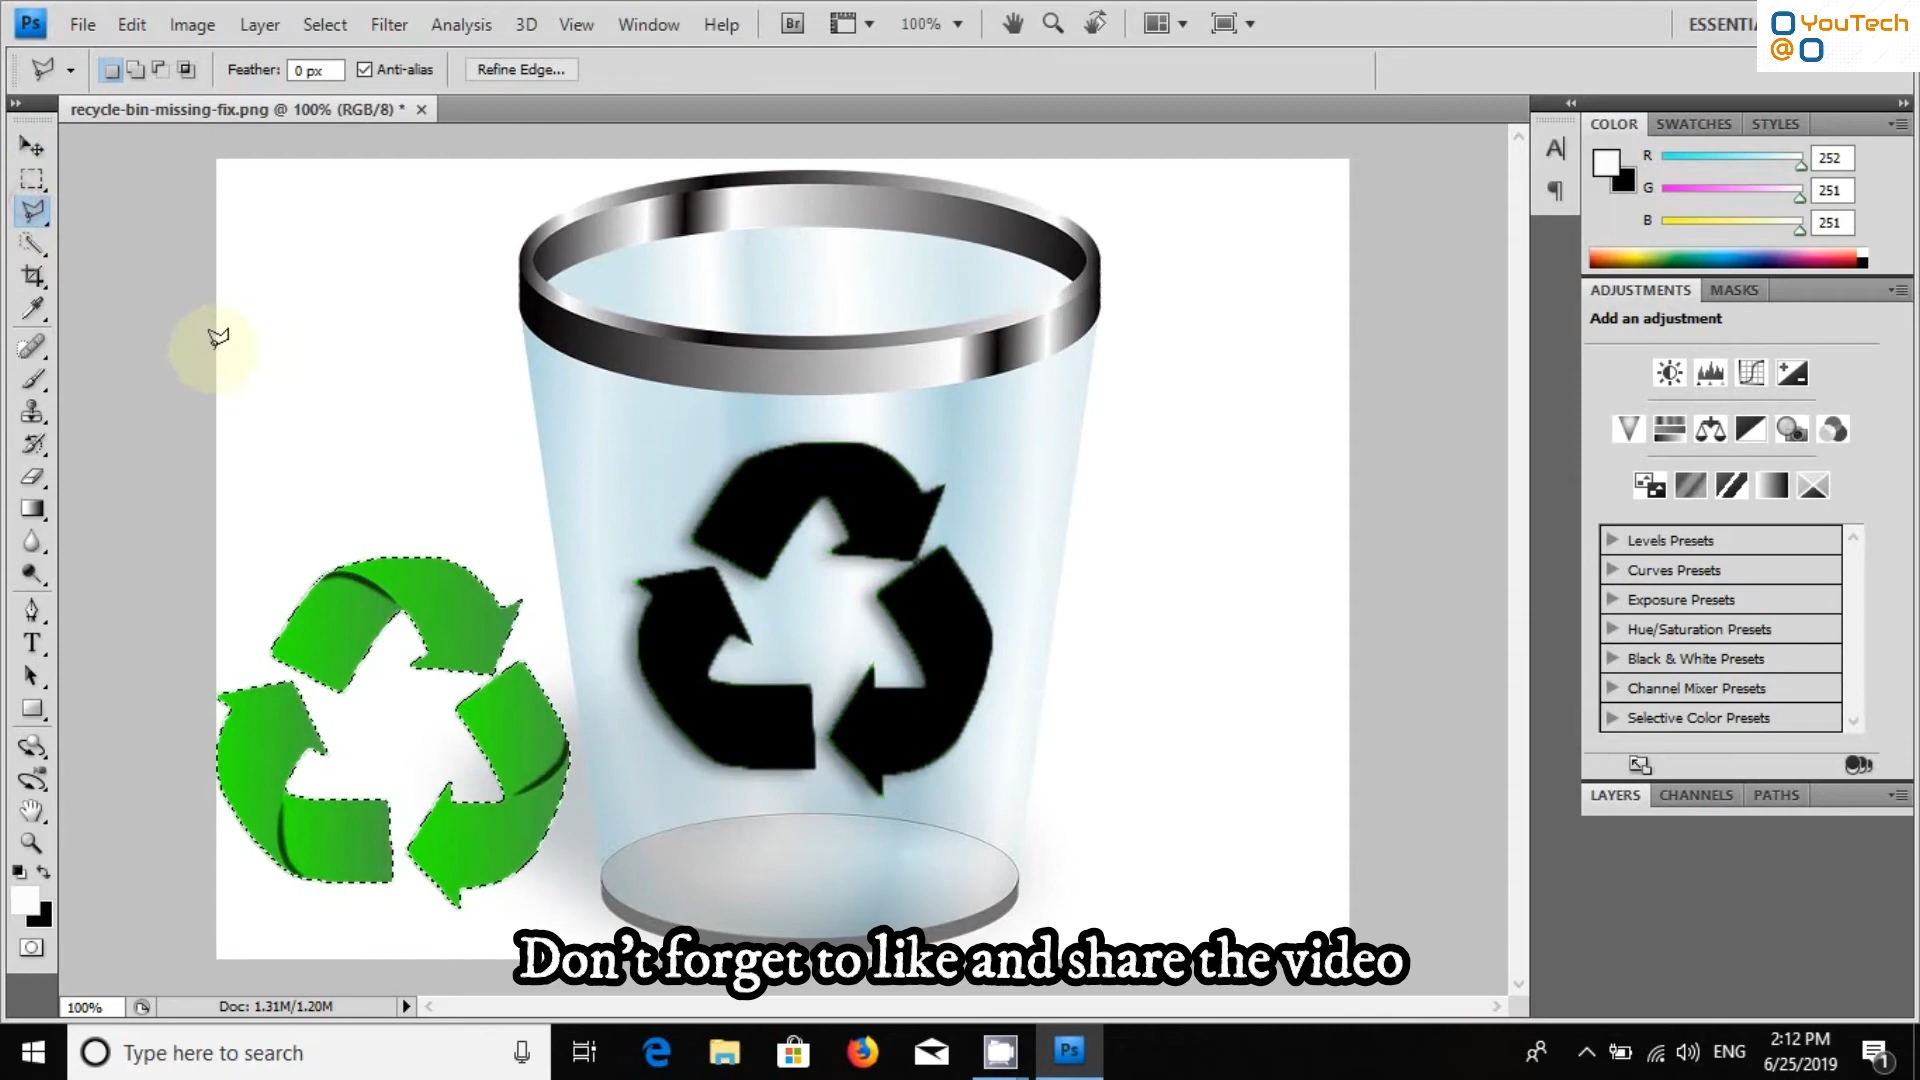 Ps File Edit Image Layer Select Filter Analysis 3D View Window Help Br 100% ESSENTIA
YouTech
@
Feather: 0 px Anti-alias Refine Edge...
recycle-bin-missing-fix.png @ 100% (RGB/8) *
COLOR SWATCHES STYLES
R 252
G 251
B 251
ADJUSTMENTS MASKS
Add an adjustment
Levels Presets
Curves Presets
Exposure Presets
Hue/Saturation Presets
Black & White Presets
Channel Mixer Presets
Selective Color Presets
LAYERS CHANNELS PATHS
T
A
¶
Don't forget to like and share the video
100% Doc: 1.31M/1.20M
Type here to search
Ps
ENG
2:12 PM
6/25/2019
1